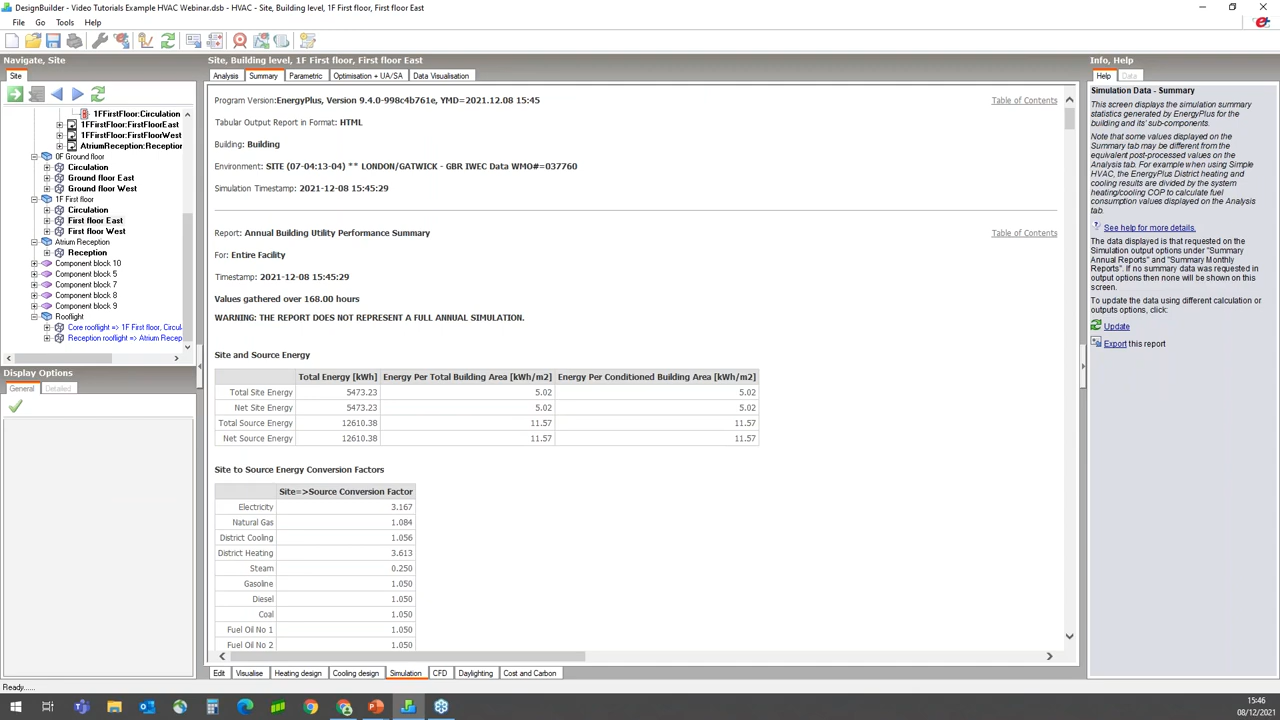 DesignBuilder - Video Tutorials Example HVAC Webinar.dsb - HVAC - Site, Building level, 1F First floor, First floor East
File Go Tools Help
Navigate, Site
Site
1FFirstFloor:Circulation
1FFirstFloor:FirstFloorEast
1FFirstFloor:FirstFloorWest
AtriumReception:Reception
0F Ground floor
Circulation
Ground floor East
Ground floor West
1F First floor
Circulation
First floor East
First floor West
Atrium Reception
Reception
Component block 10
Component block 5
Component block 7
Component block 8
Component block 9
Rooflight
Core rooflight => 1F First floor, Circul
Reception rooflight => Atrium Recep
Display Options
General Detailed
Site, Building level, 1F First floor, First floor East
Analysis Summary Parametric Optimisation + UA/SA Data Visualisation
Program Version:EnergyPlus, Version 9.4.0-998c4b761e, YMD=2021.12.08 15:45 Table of Contents
Tabular Output Report in Format: HTML
Building: Building
Environment: SITE (07-04:13-04) ** LONDON/GATWICK - GBR IWEC Data WMO#=037760
Simulation Timestamp: 2021-12-08 15:45:29
Report: Annual Building Utility Performance Summary Table of Contents
For: Entire Facility
Timestamp: 2021-12-08 15:45:29
Values gathered over 168.00 hours
WARNING: THE REPORT DOES NOT REPRESENT A FULL ANNUAL SIMULATION.
Site and Source Energy
Total Energy [kWh] Energy Per Total Building Area [kWh/m2] Energy Per Conditioned Building Area [kWh/m2]
Total Site Energy 5473.23 5.02 5.02
Net Site Energy 5473.23 5.02 5.02
Total Source Energy 12610.38 11.57 11.57
Net Source Energy 12610.38 11.57 11.57
Site to Source Energy Conversion Factors
Site=>Source Conversion Factor
Electricity 3.167
Natural Gas 1.084
District Cooling 1.056
District Heating 3.613
Steam 0.250
Gasoline 1.050
Diesel 1.050
Coal 1.050
Fuel Oil No 1 1.050
Fuel Oil No 2 1.050
Edit Visualise Heating design Cooling design Simulation CFD Daylighting Cost and Carbon
Info, Help
Help Data
Simulation Data - Summary
This screen displays the simulation summary
statistics generated by EnergyPlus for the
building and its' sub-components.
Note that some values displayed on the
Summary tab may be different from the
equivalent post-processed values on the
Analysis tab. For example when using Simple
HVAC, the EnergyPlus District heating and
cooling results are divided by the system
heating/cooling COP to calculate fuel
consumption values displayed on the Analysis
tab.
See help for more details.
The data displayed is that requested on the
Simulation output options under "Summary
Annual Reports" and "Summary Monthly
Reports". If no summary data was requested in
output options then none will be shown on this
screen.
To update the data using different calculation or
outputs options, click:
Update
Export this report
Ready......
15:46
08/12/2021